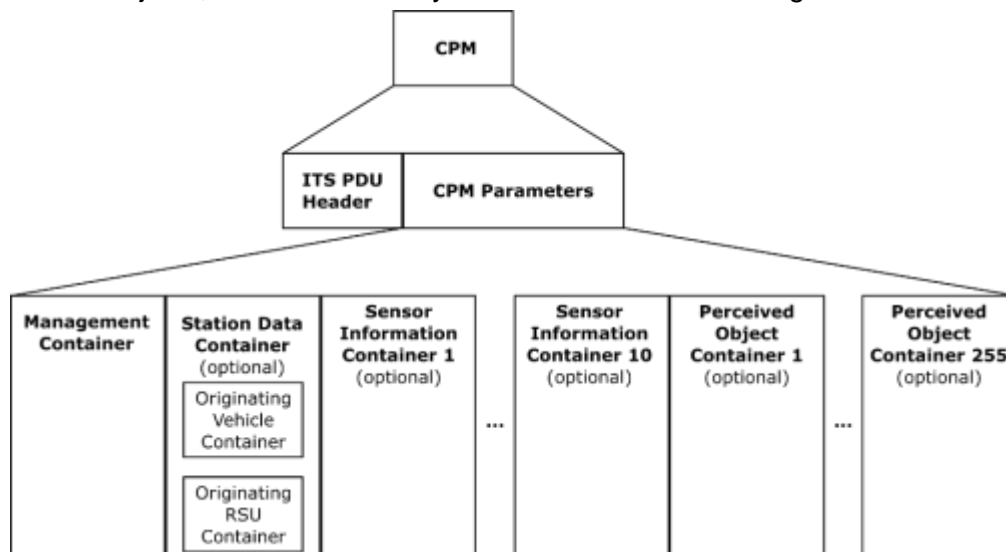 CPM
ITS PDU
Header
CPM Parameters
Management
Container
Station Data
Container
(optional)
Originating
Vehicle
Container
Originating
RSU
Container
Sensor
Information
Container 1
(optional)
...
Sensor
Information
Container 10
(optional)
Perceived
Object
Container 1
(optional)
...
Perceived
Object
Container 255
(optional)